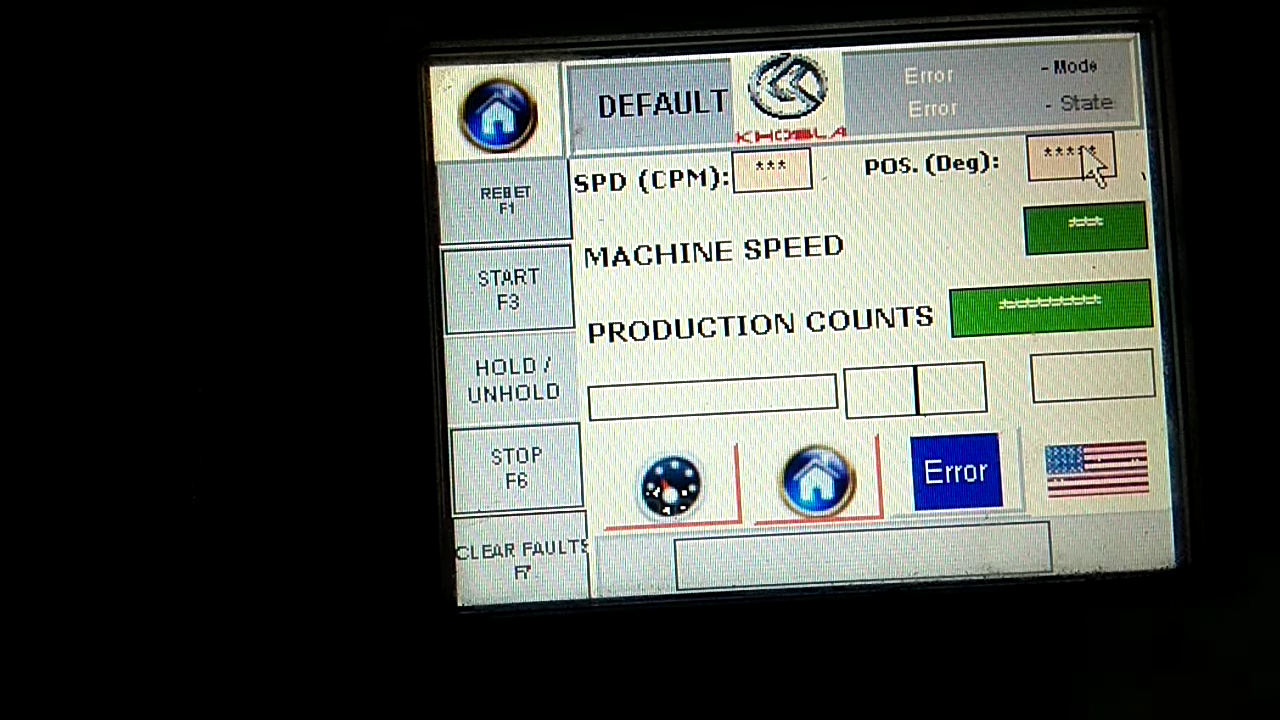 DEFAULT
KHOSLA
Error - Mode
Error - State
RESET
F1
SPD (CPM): ***
POS. (Deg): *****
START
F3
MACHINE SPEED
PRODUCTION COUNTS
HOLD /
UNHOLD
STOP
F6
Error
CLEAR FAULTS
F7